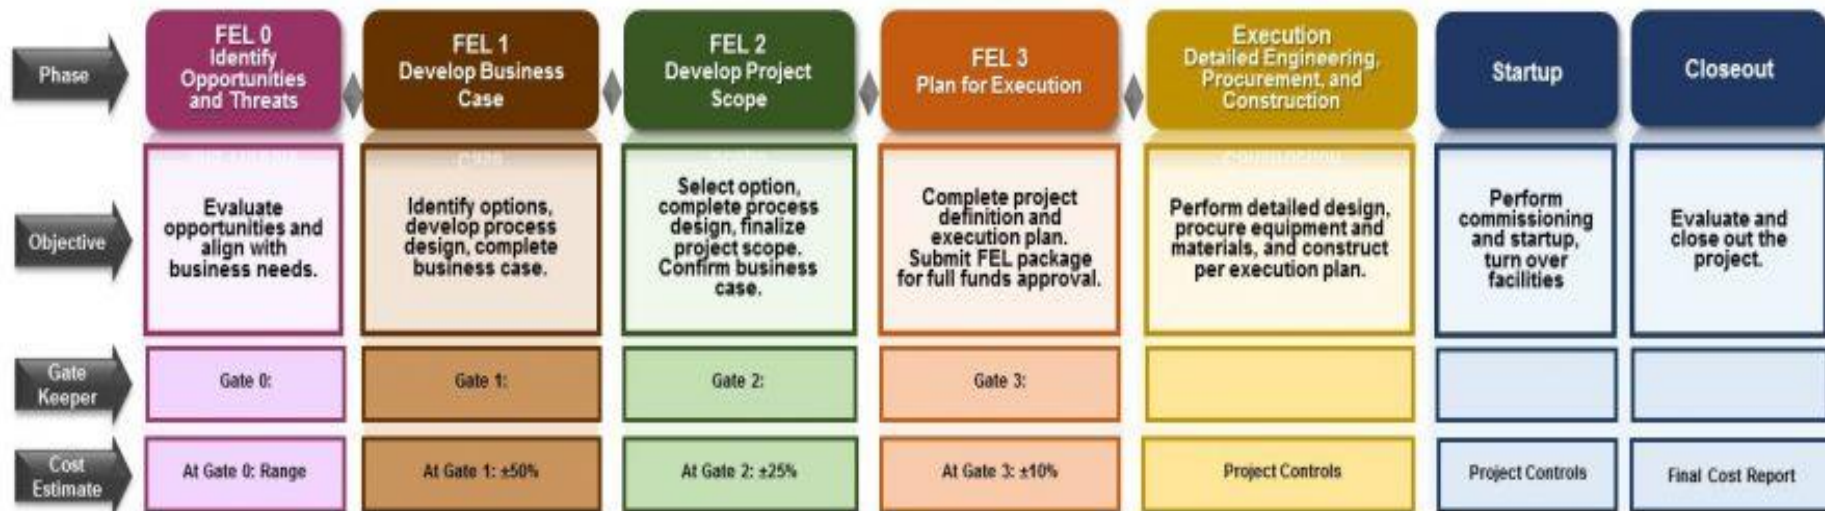 Phase
FEL 0
Identify
Opportunities
and Threats
FEL 1
Develop Business
Case
FEL 2
Develop Project
Scope
FEL 3
Plan for Execution
Execution
Detailed Engineering,
Procurement, and
Construction
Startup
Closeout
Objective
Evaluate
opportunities and
align with
business needs.
Identify options,
develop process
design, complete
business case.
Select option,
complete process
design, finalize
project scope.
Confirm business
case.
Complete project
definition and
execution plan.
Submit FEL package
for full funds approval.
Perform detailed design,
procure equipment and
materials, and construct
per execution plan.
Perform
commissioning
and startup,
turn over
facilities
Evaluate and
close out the
project.
Gate
Keeper
Gate 0:
Gate 1:
Gate 2:
Gate 3:
Cost
Estimate
At Gate 0: Range
At Gate 1: ±50%
At Gate 2: ±25%
At Gate 3: ±10%
Project Controls
Project Controls
Final Cost Report